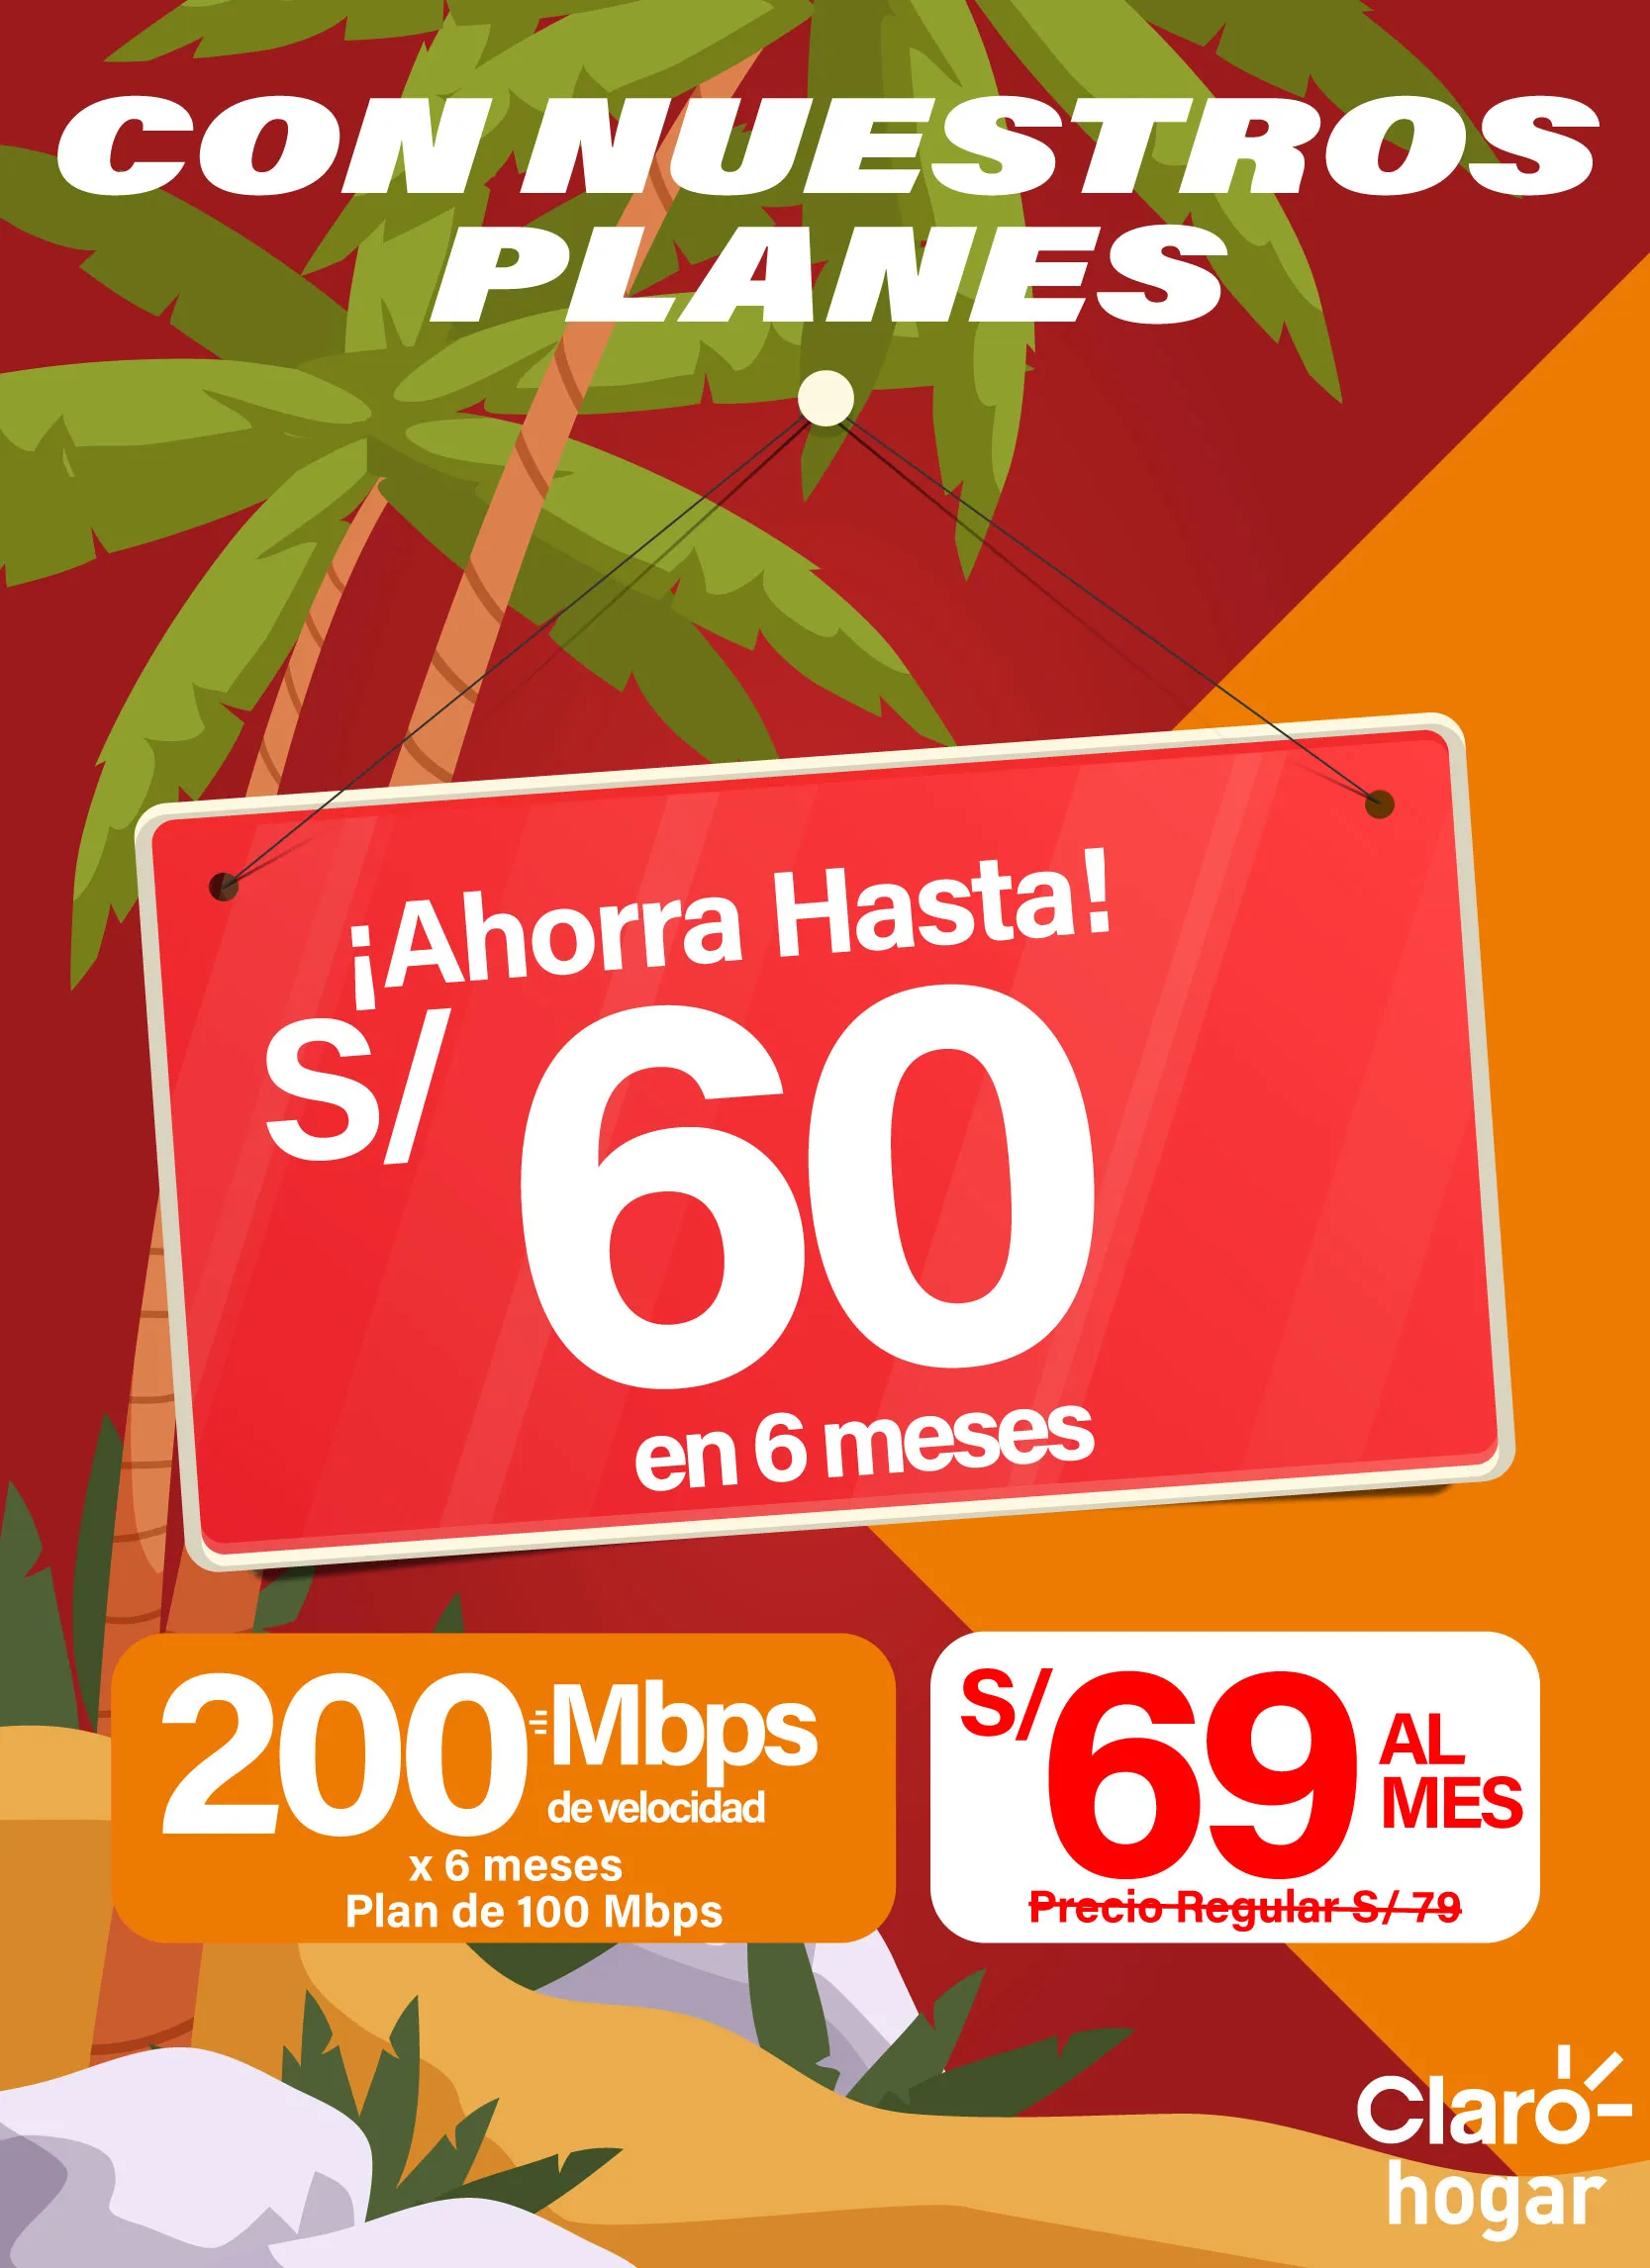 CON NUESTROS
PLANES
¡Ahorra Hasta!
S/60
en 6 meses
200 Mbps
de velocidad
x 6 meses
Plan de 100 Mbps
S/69 AL
MES
Precio Regular S/ 79
Claro
hogar